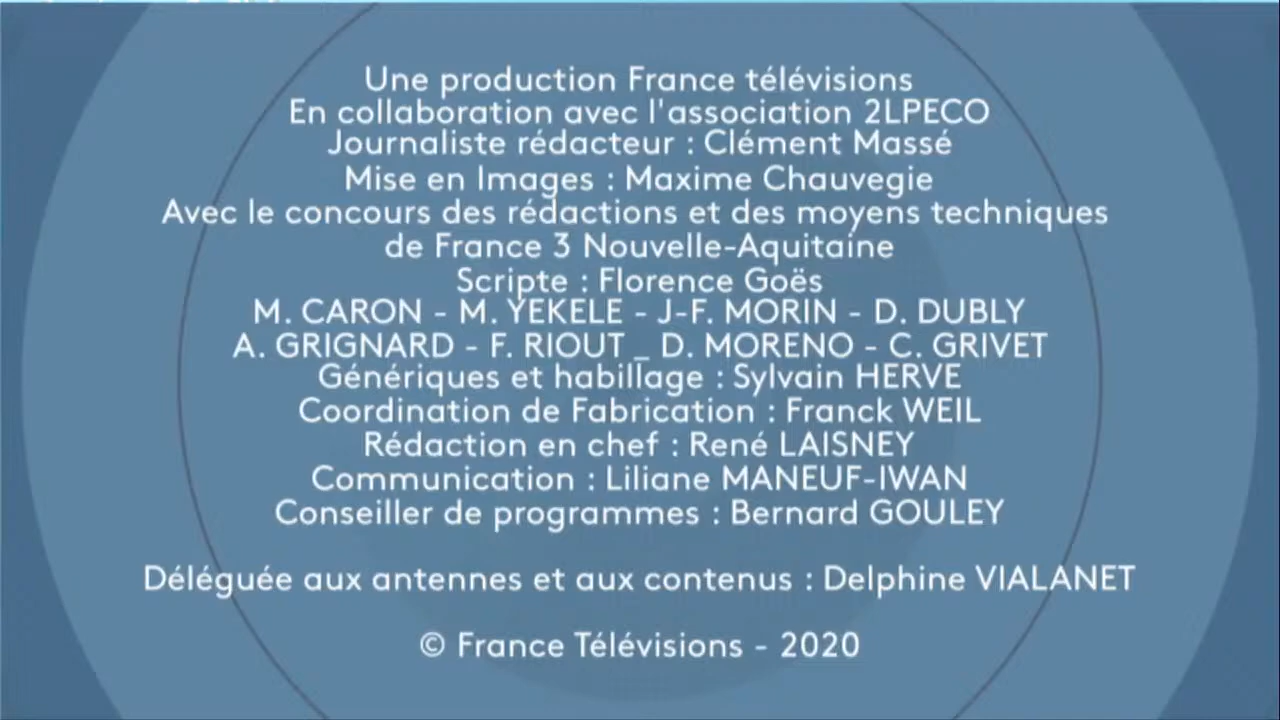 Une production France télévisions
En collaboration avec l'association 2LPECO
Journaliste rédacteur : Clément Massé
Mise en Images : Maxime Chauvegie
Avec le concours des rédactions et des moyens techniques
de France 3 Nouvelle-Aquitaine
Scripte : Florence Goës
M. CARON - M. YEKELE - J-F. MORIN - D. DUBLY
A. GRIGNARD - F. RIOUT _ D. MORENO - C. GRIVET
Génériques et habillage : Sylvain HERVE
Coordination de Fabrication : Franck WEIL
Rédaction en chef : René LAISNEY
Communication : Liliane MANEUF-IWAN
Conseiller de programmes : Bernard GOULEY
Déléguée aux antennes et aux contenus : Delphine VIALANET
© France Télévisions - 2020